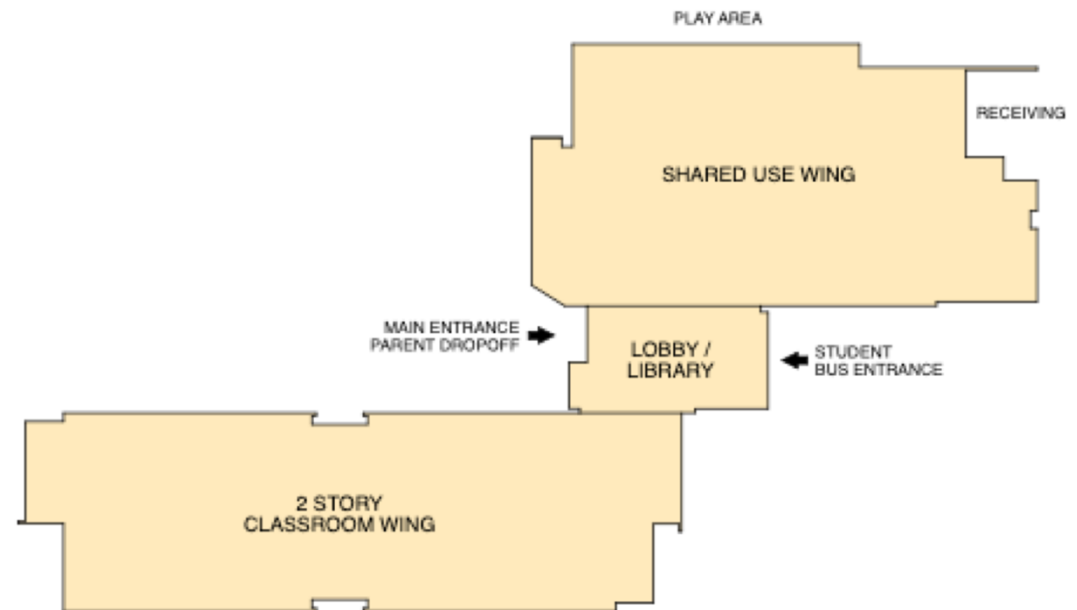 PLAY AREA
RECEIVING
SHARED USE WING
MAIN ENTRANCE
PARENT DROPOFF
LOBBY /
LIBRARY
STUDENT
BUS ENTRANCE
2 STORY
CLASSROOM WING